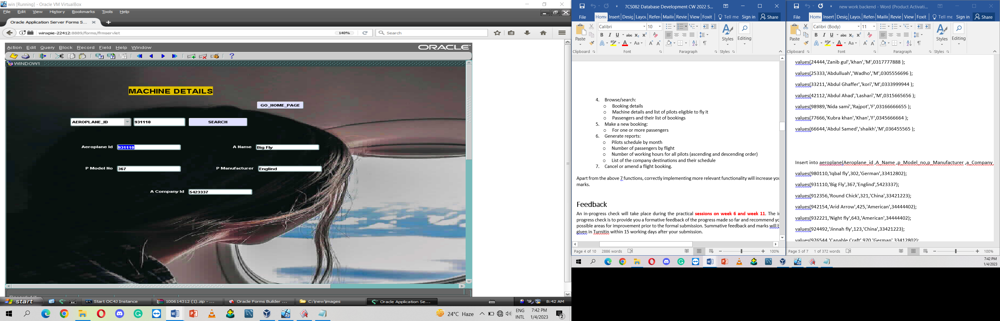 win [Running] - Oracle VM VirtualBox
File Edit View History Bookmarks Tools Help
Oracle Application Server Forms S...
winxpie-22412:8889/forms/frmservlet
140%
Search
Action Edit Query Block Record Field Help Window
ORACLE
WINDOW1
MACHINE DETAILS
GO_HOME_PAGE
AEROPLANE_ID 931110 SEARCH
Aeroplane Id 931110 A Name Big Fly
P Model No 367 P Manufacturer Englind
A Company Id 5423337
start
Start OC4J Instance
100614312 (1).zip - ...
Oracle Forms Builder ...
C:\new\images
Oracle Application Se...
8:42 AM
24°C Haze
ENG
INTL
7:42 PM
1/4/2023
2
7CS082 Database Development CW 2022 S...
File Home Insert Desig Layou Refer Mailin Revie View Foxit Tell me Sign in Share
Calibri 10
Paste
Styles
Editing
Clipboard Font Paragraph Styles
4. Browse/search:
o Booking details
o Machine details and list of pilots eligible to fly it
o Passengers and their list of bookings
5. Make a new booking:
o For one or more passengers
6. Generate reports:
o Pilots schedule by month
o Number of passengers by flight
o Number of working hours for all pilots (ascending and descending order)
o List of the company destinations and their schedule
7. Cancel or amend a flight booking.
Apart from the above 7 functions, correctly implementing more relevant functionality will increase you
marks.
Feedback
An in-progress check will take place during the practical sessions on week 6 and week 11. The in
progress check is to provide you a formative feedback of the progress made so far and recommend yo
possible areas for improvement prior to the formal submission. Summative feedback and marks will b
given in Turnitin within 15 working days after your submission.
Page 4 of 10 2886 words
100%
new work backend - Word (Product Activati...
File Home Insert Desig Layou Refer Mailin Revie View Foxit Tell me Sign in Share
Calibri (Body) 11
Paste
Styles
Editing
Clipboard Font Paragraph Styles
values(24444,'Zanib gul','khan','M',0317777888 );
values(25333,'Abdulluah','Wadho','M',0305556696 );
values(33211,'Abdul Ghaffer','kori','M',0333999944 );
values(42112,'Abdul Ahad','Lashari','M',0315665656 );
values(98989,'Nida sami','Rajpot','F',03166666655 );
values(77666,'Kubra khan','Khan','F',0345666664 );
values(66644,'Abdul Samed','shaikh','M',036455565 );
Insert into aeroplane(Aeroplane_id ,A_Name ,p_Model_no,p_Manufacturer ,a_Company_
values(980110,'Iqbal fly',302,'German',33412802);
values(931110,'Big Fly',367,'Englind',5423337);
values(912356,'Round Chick',321,'China',33421223);
values(942154,'Arid Arrow',425,'American',34444402);
values(932221,'Night fly',643,'American',34444402);
values(924492,'Jinnah fly',123,'China',33421223);
values(976544,'Capable Craft',970,'German',33412802);
Page 5 of 7 1 of 372 words
100%
7:42 PM
1/4/2023